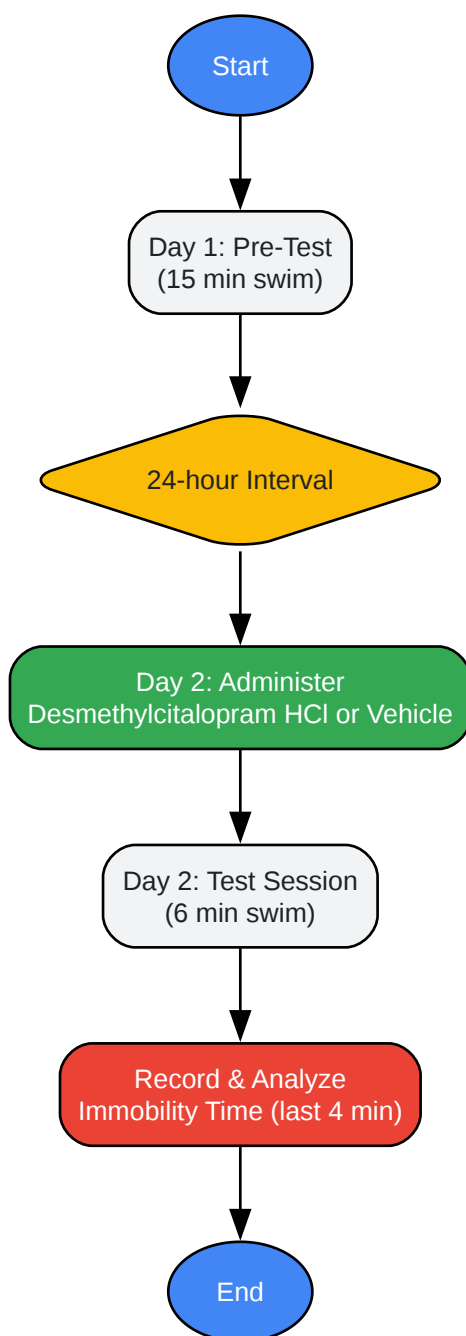 Start
Day 1: Pre-Test
(15 min swim)
24-hour Interval
Day 2: Administer
Desmethylcitalopram HCl or Vehicle
Day 2: Test Session
(6 min swim)
Record & Analyze
Immobility Time (last 4 min)
End